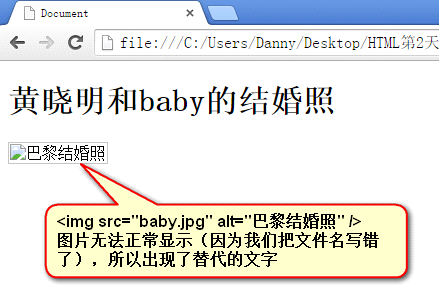 Document
file:///C:/Users/Danny/Desktop/HTML第2天
黄晓明和baby的结婚照
巴黎结婚照
<img src="baby.jpg" alt="巴黎结婚照" />
图片无法正常显示（因为我们把文件名写错
了），所以出现了替代的文字